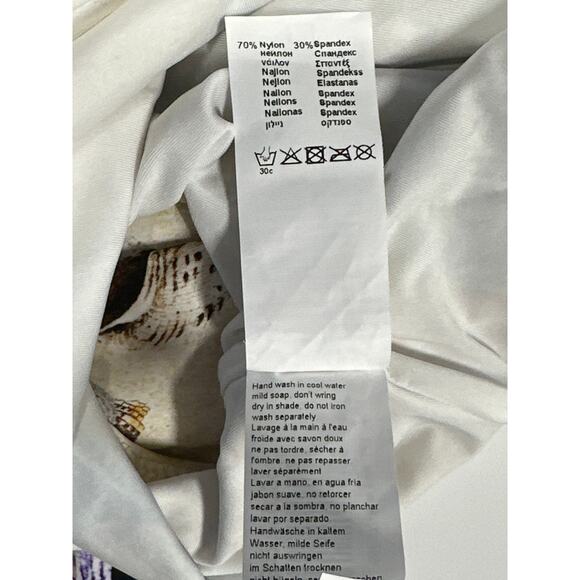 70% Nylon 30% Spandex
нейлон Спандекс
νάιλον Σπαντέξ
Najlon Spandekss
Nejlon Elastanas
Nailon Spandex
Neilons Spandex
Nailonas Spandex
ניילון ספנדקס
30c
Hand wash in cool water
mild soap, don't wring
dry in shade, do not iron
wash separately.
Lavage à la main à l'eau
froide avec savon doux
ne pas tordre, sécher à
l'ombre, ne pas repasser
laver séparément
Lavar a mano, en agua fria
jabon suave, no retorcer
secar a la sombra, no planchar
lavar por separado
Handwäsche in kaltem
Wasser, milde Seife
nicht auswringen
im Schatten trocknen